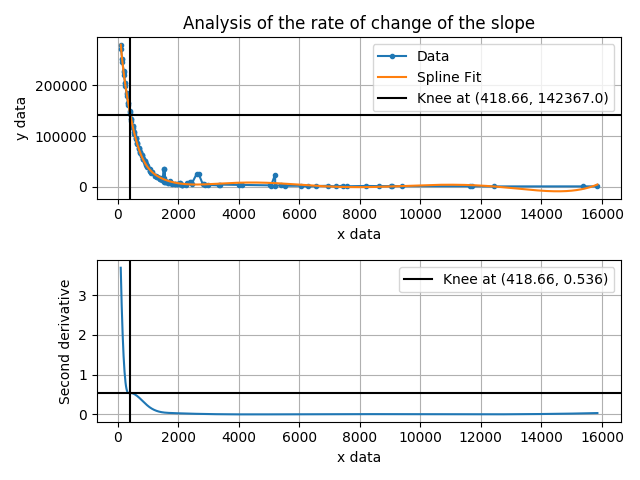 Analysis of the rate of change of the slope
200000
100000
0
y data
Data
Spline Fit
Knee at (418.66, 142367.0)
0 2000 4000 6000 8000 10000 12000 14000 16000
x data
3
2
1
0
Second derivative
Knee at (418.66, 0.536)
0 2000 4000 6000 8000 10000 12000 14000 16000
x data